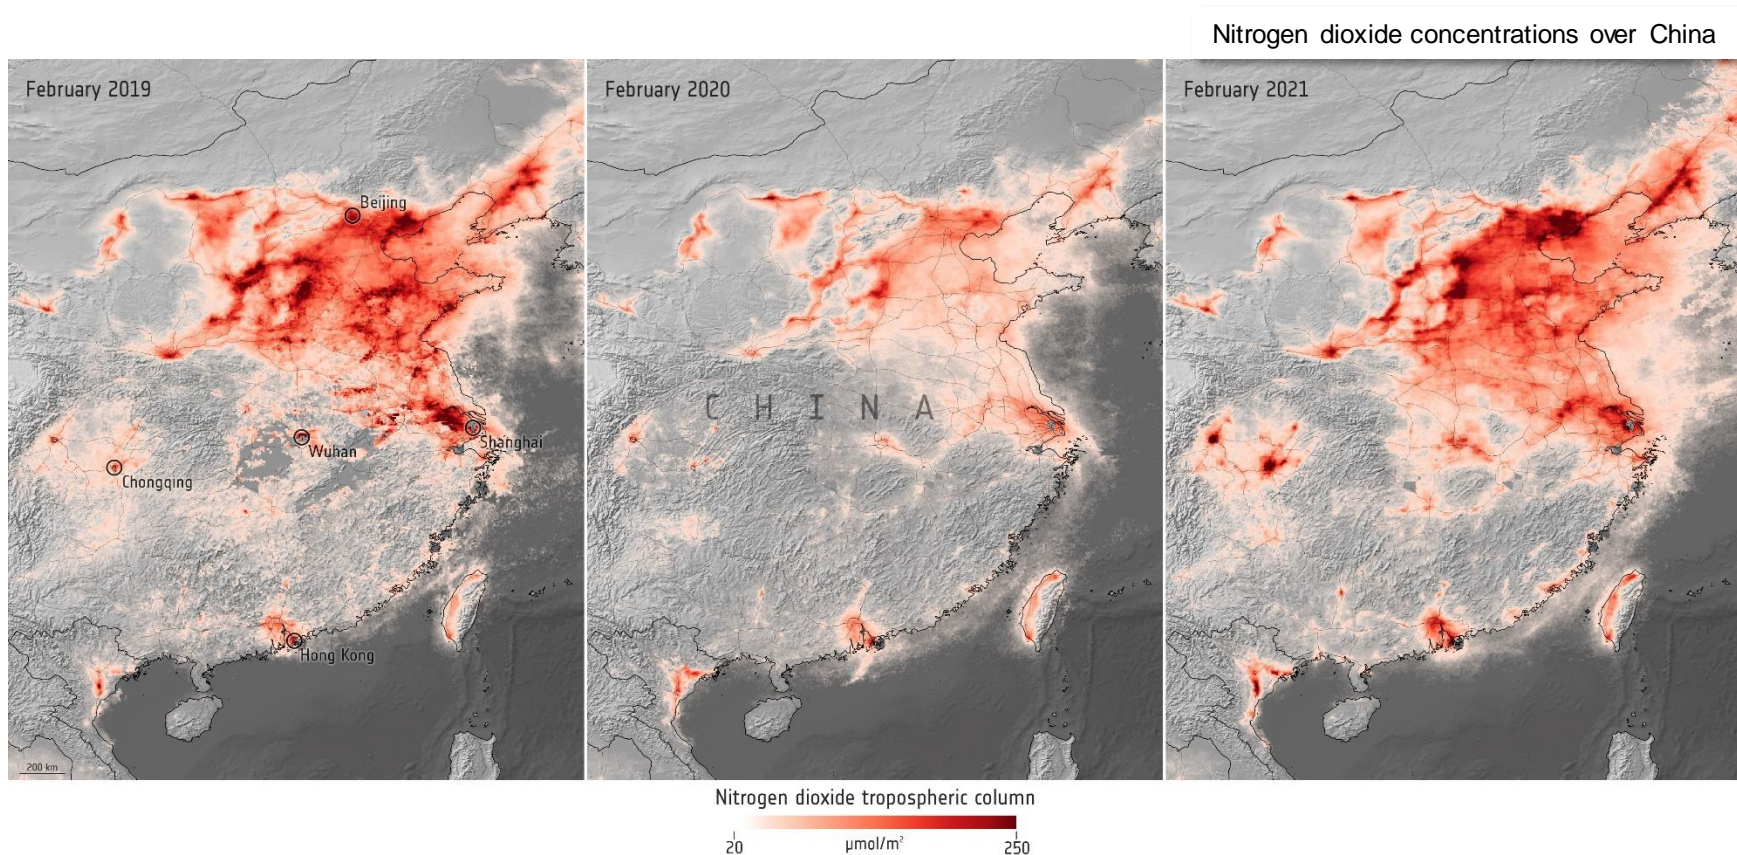 Nitrogen dioxide concentrations over China
February 2019
Beijing
Shanghai
Wuhan
Chongqing
Hong Kong
200 km
February 2020
CHINA
February 2021
Nitrogen dioxide tropospheric column
20
µmol/m²
250